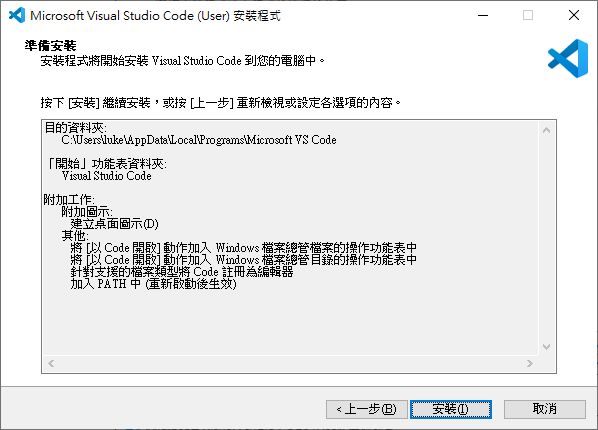 Microsoft Visual Studio Code (User) 安裝程式
準備安裝
安裝程式將開始安裝 Visual Studio Code 到您的電腦中。
按下 [安裝] 繼續安裝，或按 [上一步] 重新檢視或設定各選項的內容。
目的資料夾:
C:\Users\luke\AppData\Local\Programs\Microsoft VS Code
「開始」功能表資料夾:
Visual Studio Code
附加工作:
附加圖示:
建立桌面圖示(D)
其他:
將 [以 Code 開啟] 動作加入 Windows 檔案總管檔案的操作功能表中
將 [以 Code 開啟] 動作加入 Windows 檔案總管目錄的操作功能表中
針對支援的檔案類型將 Code 註冊為編輯器
加入 PATH 中 (重新啟動後生效)
< 上一步(B)
安裝(I)
取消